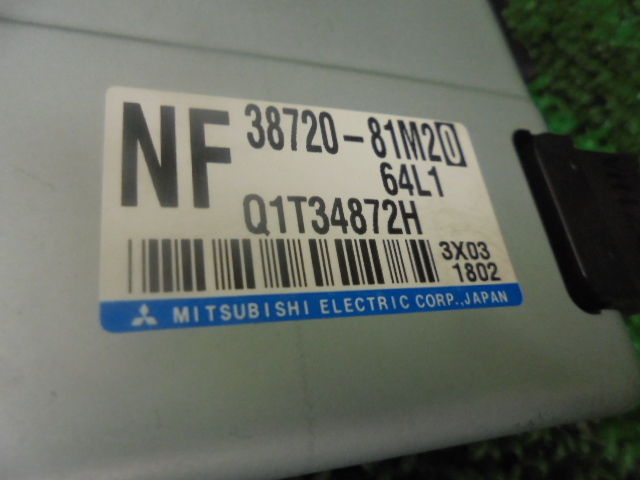 NF 38720-81M20
64L1
Q1T34872H
3X03
1802
MITSUBISHI ELECTRIC CORP., JAPAN